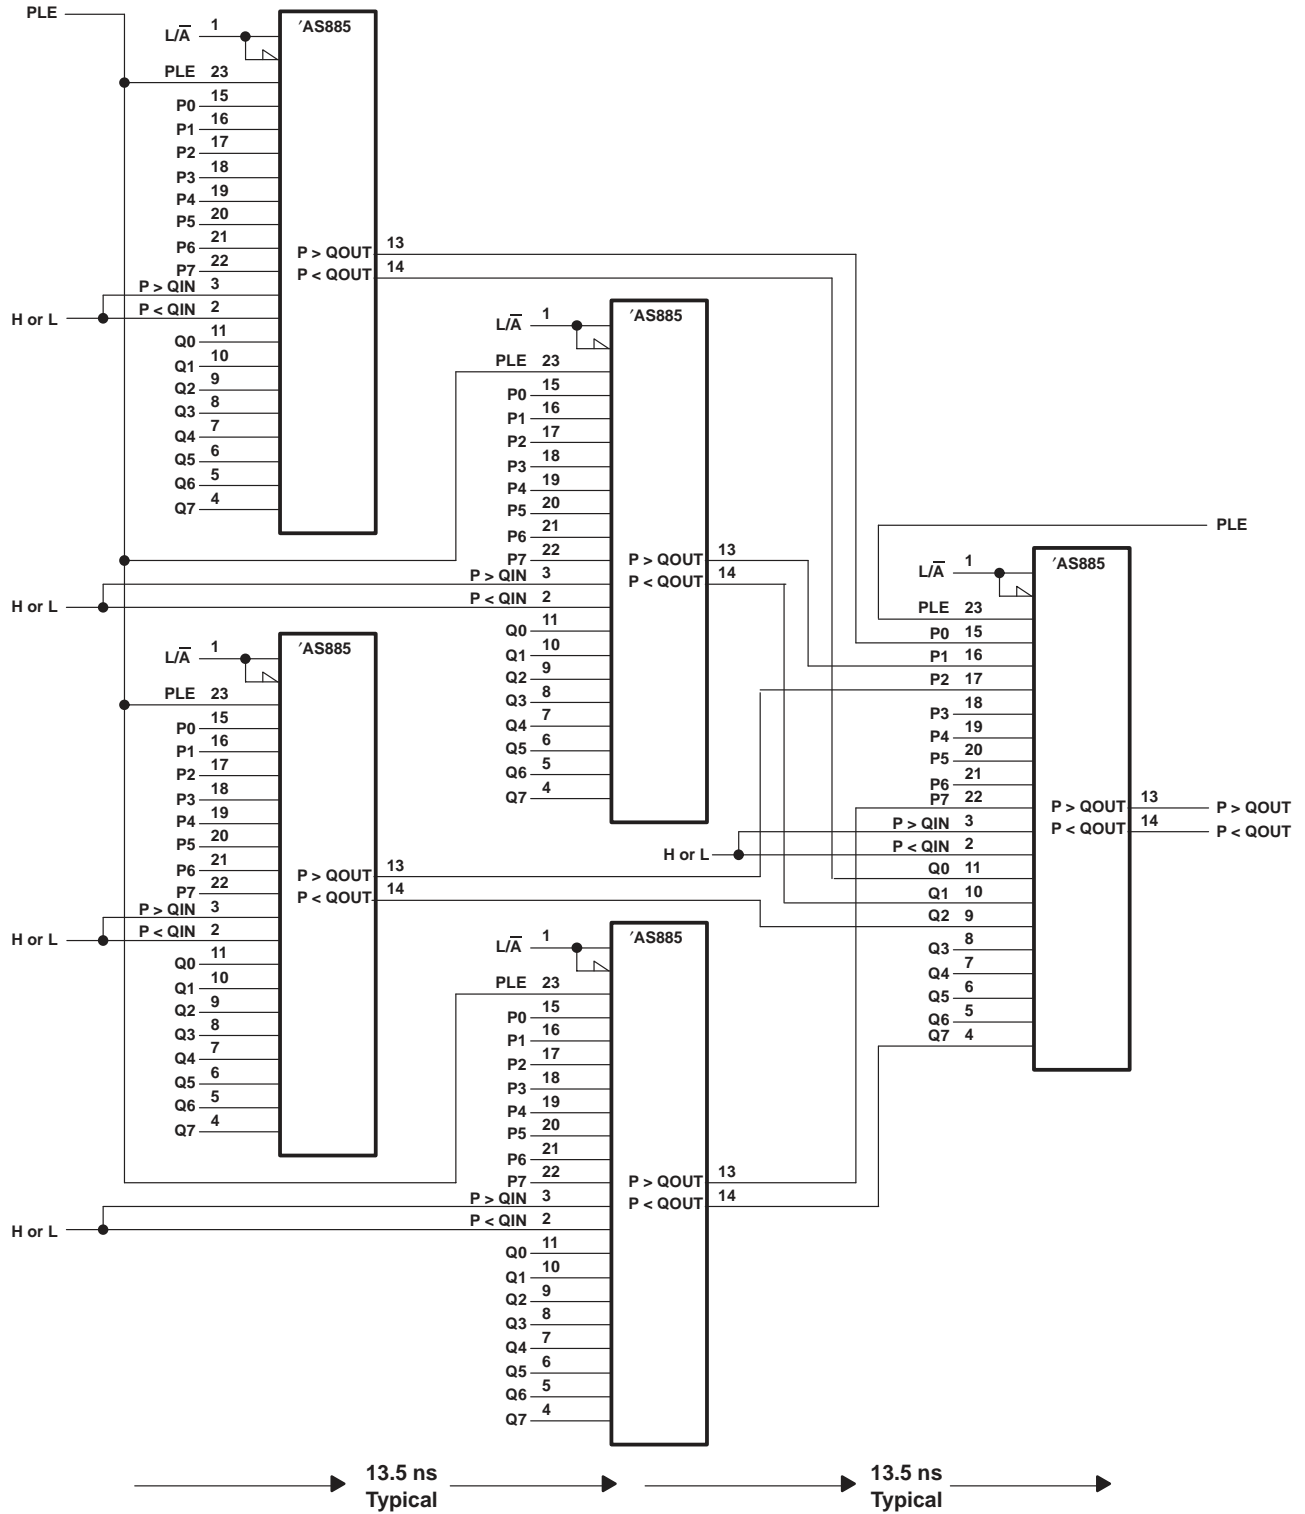 PLE
L/A̅ 1 ′AS885
PLE 23
P0 15
P1 16
P2 17
P3 18
P4 19
P5 20
P6 21
P > QOUT 13
P7 22
P < QOUT 14
P > QIN 3
H or L
P < QIN 2
Q0 11
Q1 10
Q2 9
Q3 8
Q4 7
Q5 6
Q6 5
Q7 4
L/A̅ 1 ′AS885
PLE 23
P0 15
P1 16
P2 17
P3 18
P4 19
P5 20
P6 21
P7 22
P > QOUT 13
P > QIN 3
P < QOUT 14
H or L
P < QIN 2
Q0 11
Q1 10
Q2 9
Q3 8
Q4 7
Q5 6
Q6 5
Q7 4
L/A̅ 1 ′AS885
PLE 23
P0 15
P1 16
P2 17
P3 18
P4 19
P5 20
P6 21
P > QOUT 13
P7 22
P < QOUT 14
P > QIN 3
H or L
P < QIN 2
Q0 11
Q1 10
Q2 9
Q3 8
Q4 7
Q5 6
Q6 5
Q7 4
L/A̅ 1 ′AS885
PLE 23
P0 15
P1 16
P2 17
P3 18
P4 19
P5 20
P6 21
P7 22
P > QOUT 13
P > QIN 3
P < QOUT 14
H or L
P < QIN 2
Q0 11
Q1 10
Q2 9
Q3 8
Q4 7
Q5 6
Q6 5
Q7 4
PLE
L/A̅ 1 ′AS885
PLE 23
P0 15
P1 16
P2 17
P3 18
P4 19
P5 20
P6 21
P7 22
P > QOUT 13 P > QOUT
P > QIN 3
P < QOUT 14 P < QOUT
H or L
P < QIN 2
Q0 11
Q1 10
Q2 9
Q3 8
Q4 7
Q5 6
Q6 5
Q7 4
13.5 ns
Typical
13.5 ns
Typical